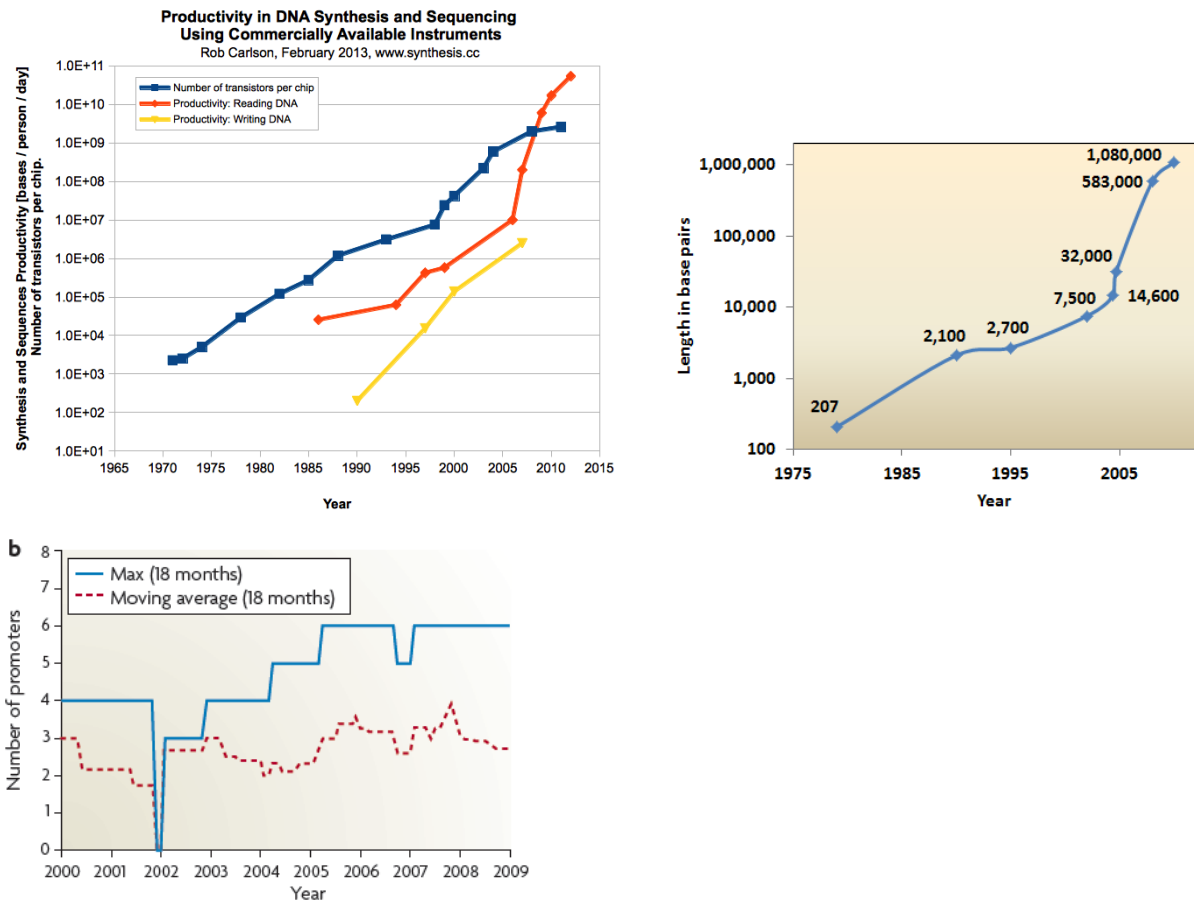 Productivity in DNA Synthesis and Sequencing
Using Commercially Available Instruments
Rob Carlson, February 2013, www.synthesis.cc
Synthesis and Sequences Productivity [bases / person / day]
Number of transistors per chip.
1.0E+11
1.0E+10
1.0E+09
1.0E+08
1.0E+07
1.0E+06
1.0E+05
1.0E+04
1.0E+03
1.0E+02
1.0E+01
Number of transistors per chip
Productivity: Reading DNA
Productivity: Writing DNA
1965 1970 1975 1980 1985 1990 1995 2000 2005 2010 2015
Year
Length in base pairs
1,000,000
100,000
10,000
1,000
100
1,080,000
583,000
32,000
7,500
14,600
2,100
2,700
207
1975 1985 1995 2005
Year
b
Number of promoters
8
7
6
5
4
3
2
1
0
Max (18 months)
Moving average (18 months)
2000 2001 2002 2003 2004 2005 2006 2007 2008 2009
Year